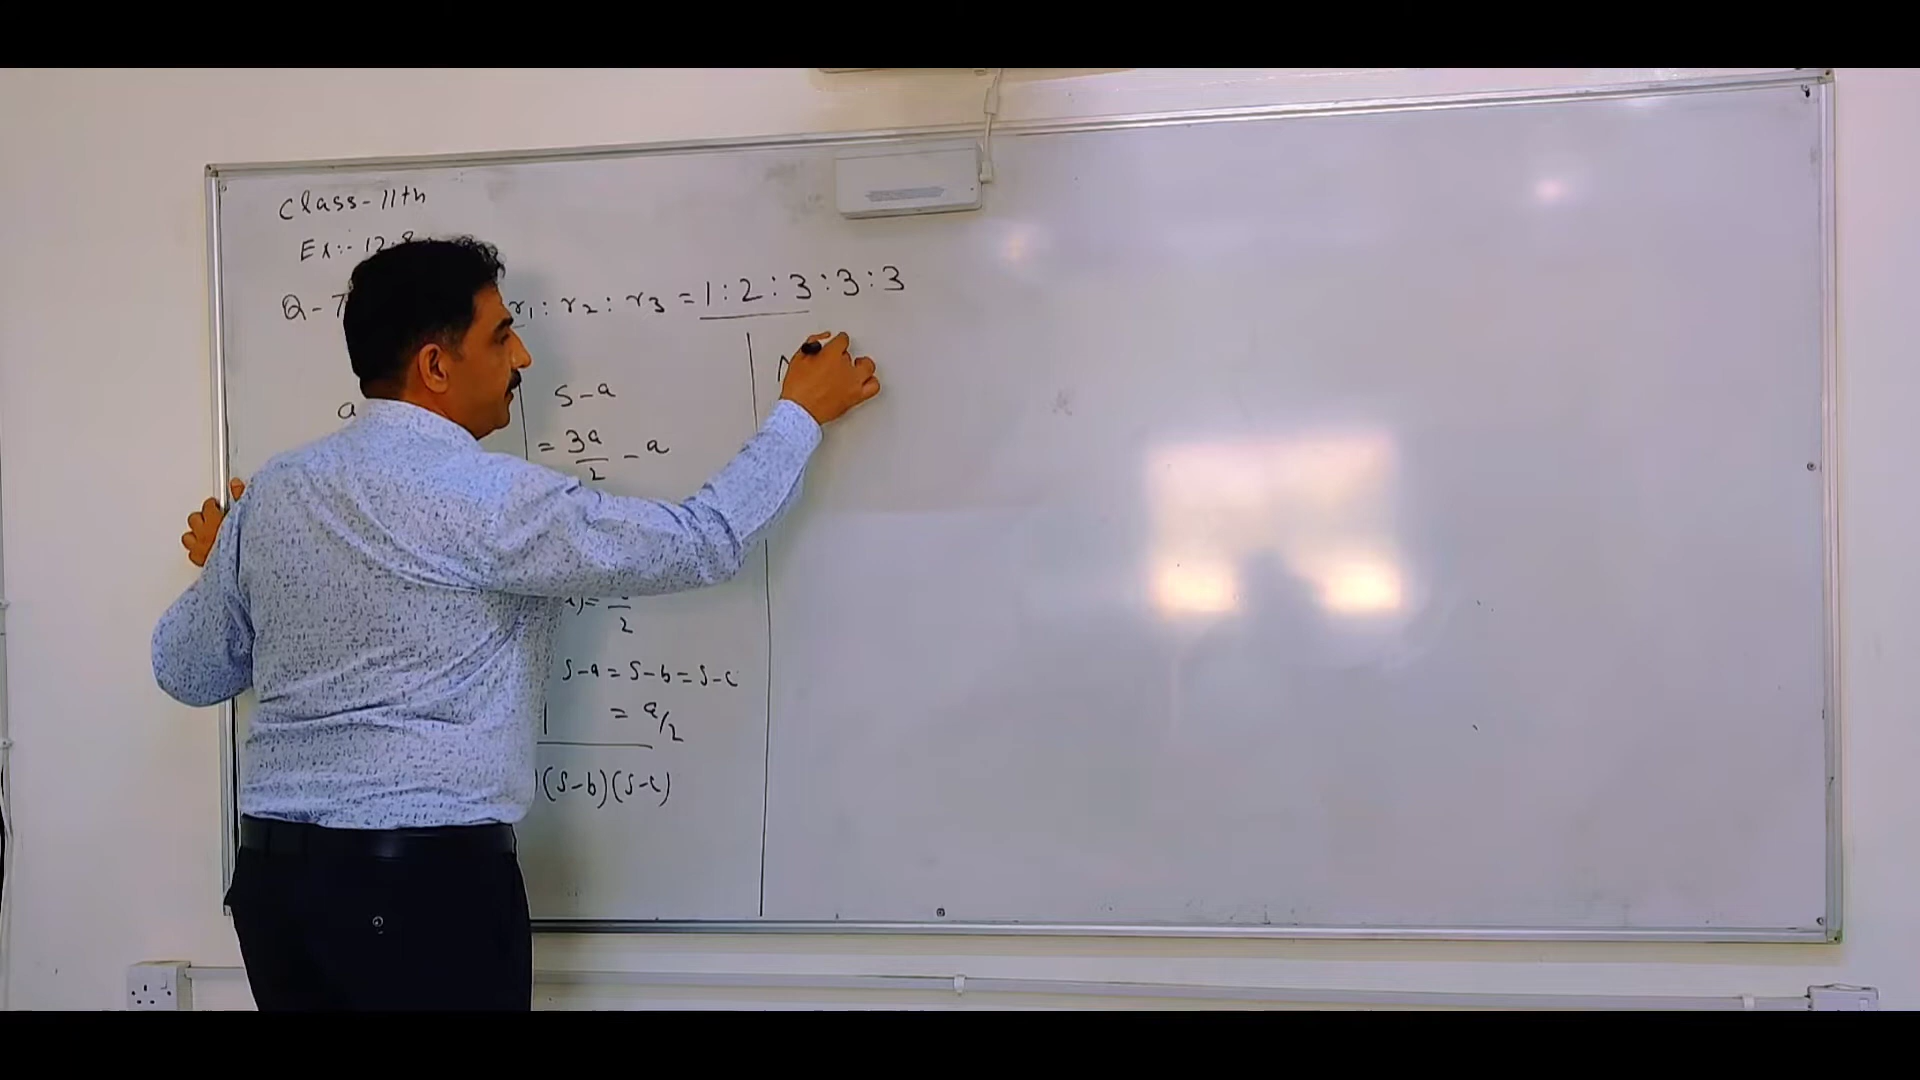 Class-11th
Ex:- 12.8
Q-7 r1 : r2 : r3 = 1 : 2 : 3 : 3 : 3
a
s-a
= 3a/2 - a
2
s-a = s-b = s-c
= a/2
(s-b)(s-c)